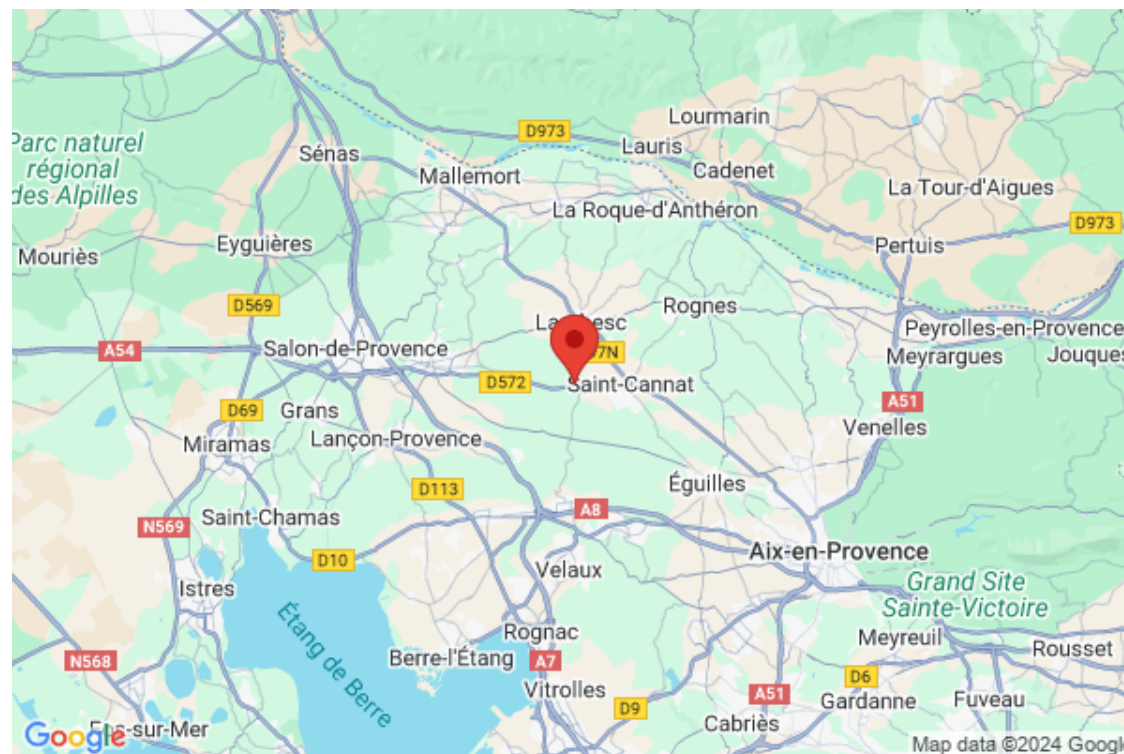 D973
Lourmarin
Lauris
Parc naturel
régional
des Alpilles
Sénas
Cadenet
Mallemort
La Tour-d'Aigues
La Roque-d'Anthéron
D973
Eyguières
Pertuis
Mouriès
D569
Rognes
Peyrolles-en-Provence
A54
Salon-de-Provence
Meyrargues
Jouques
D572
Saint-Cannat
A51
D69
Grans
Venelles
Miramas
Lançon-Provence
D113
Éguilles
A8
N569
Saint-Chamas
D10
Aix-en-Provence
Velaux
Istres
Grand Site
Sainte-Victoire
Étang de Berre
Rognac
Meyreuil
Rousset
N568
Berre-l'Étang
A7
Vitrolles
A51
D6
D9
Gardanne
Fuveau
Cabriès
Google
Map data ©2024 Google